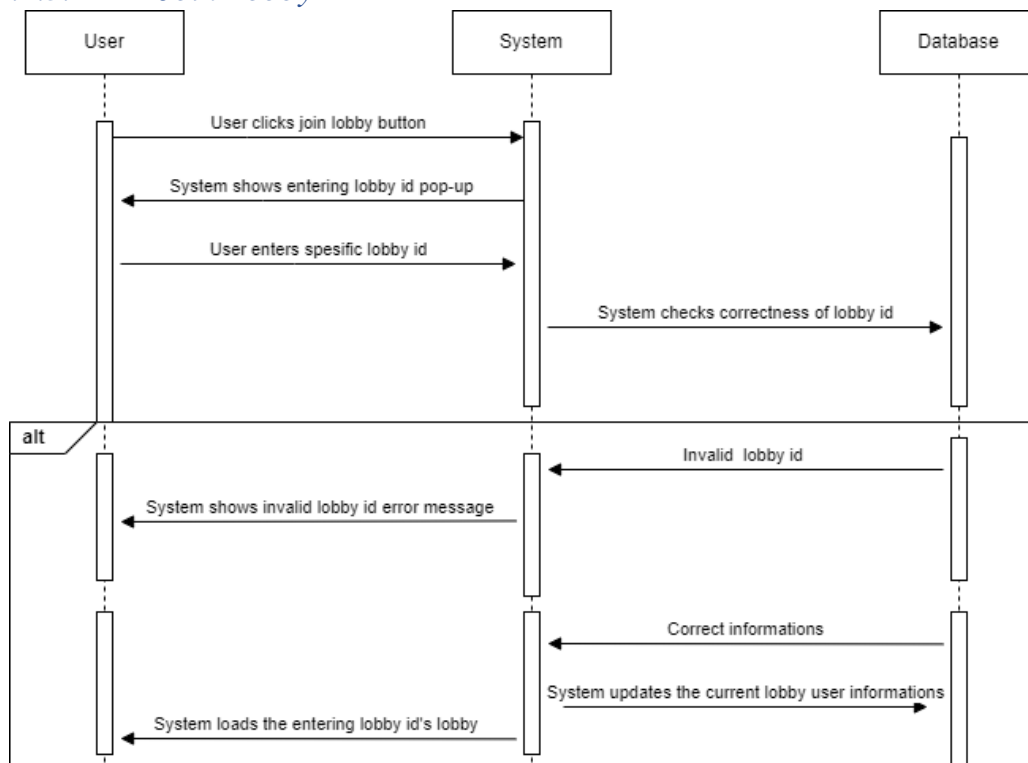 User
System
Database
User clicks join lobby button
System shows entering lobby id pop-up
User enters spesific lobby id
System checks correctness of lobby id
alt
Invalid lobby id
System shows invalid lobby id error message
Correct informations
System updates the current lobby user informations
System loads the entering lobby id's lobby